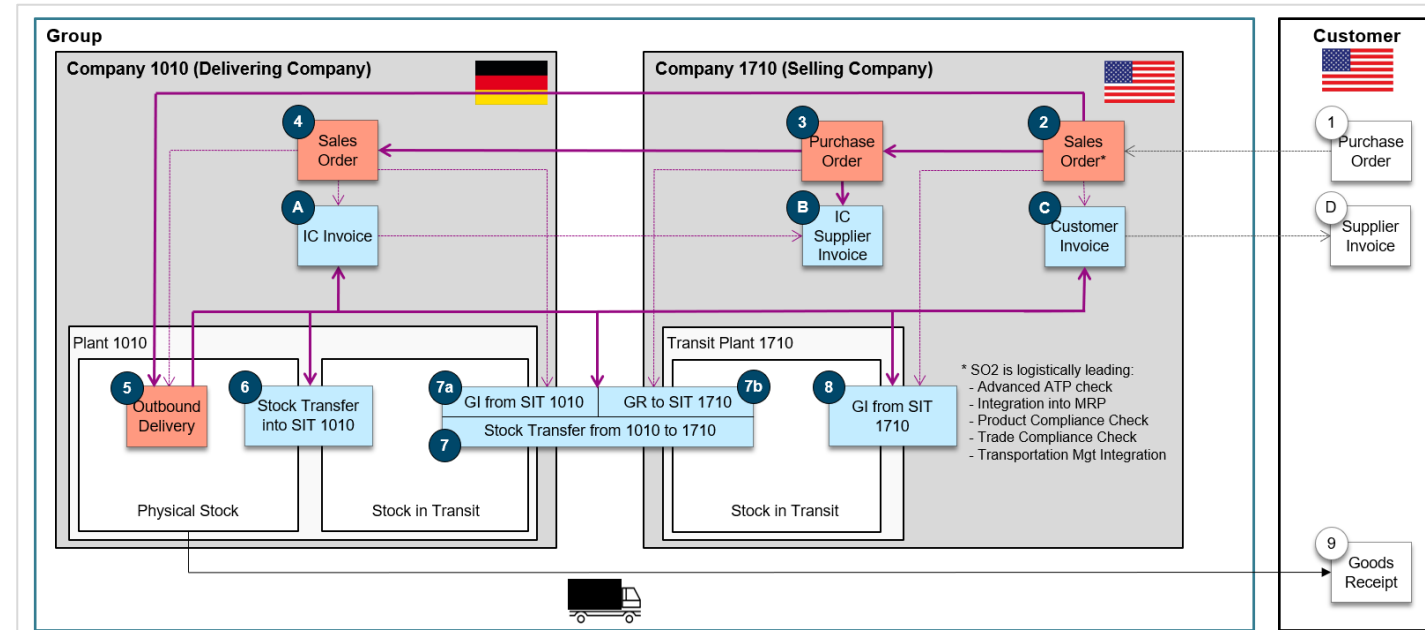 Group
Customer
Company 1010 (Delivering Company)
Company 1710 (Selling Company)
4
Sales
Order
3
Purchase
Order
2
Sales
Order*
1
Purchase
Order
A
IC Invoice
B
IC
Supplier
Invoice
C
Customer
Invoice
D
Supplier
Invoice
Plant 1010
Transit Plant 1710
5
Outbound
Delivery
6
Stock Transfer
into SIT 1010
7a
GI from SIT 1010
GR to SIT 1710
7b
7
Stock Transfer from 1010 to 1710
8
GI from SIT
1710
* SO2 is logistically leading:
- Advanced ATP check
- Integration into MRP
- Product Compliance Check
- Trade Compliance Check
- Transportation Mgt Integration
Physical Stock
Stock in Transit
Stock in Transit
9
Goods
Receipt